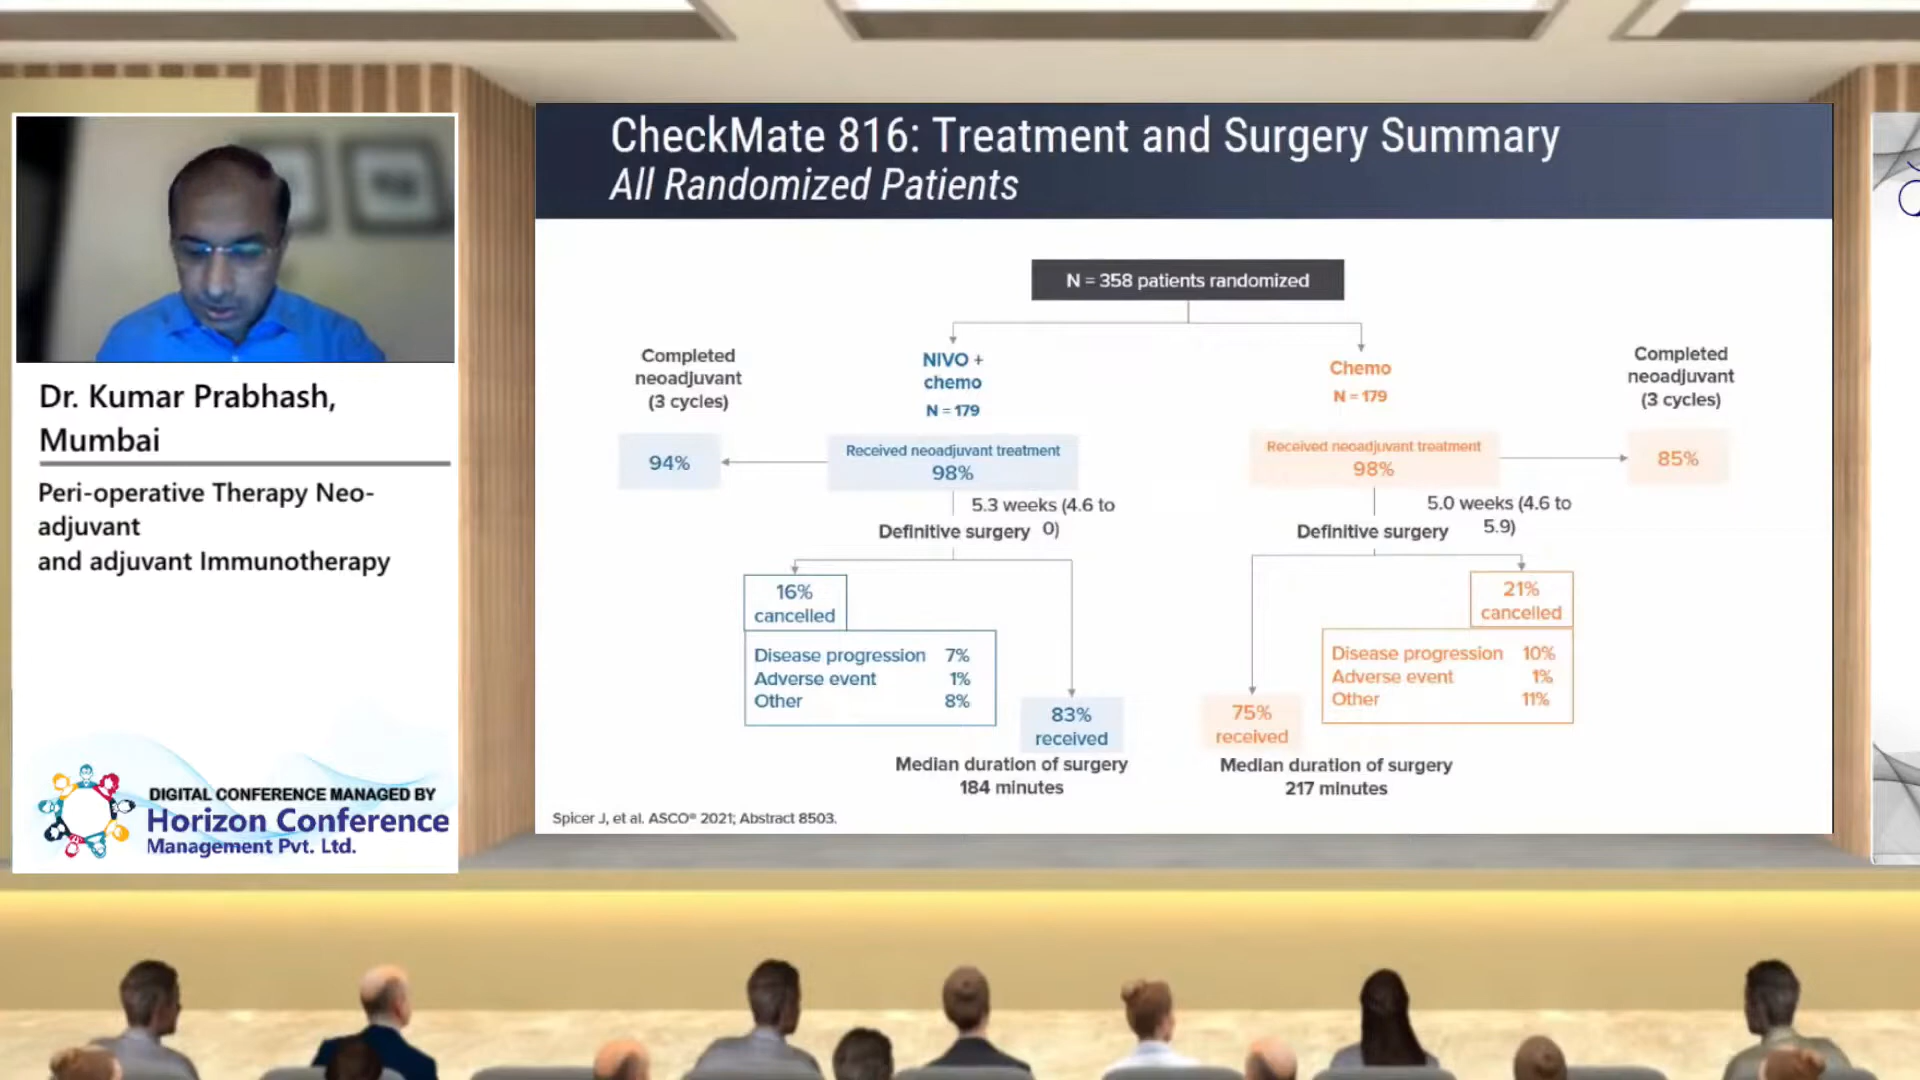 CheckMate 816: Treatment and Surgery Summary
All Randomized Patients
N = 358 patients randomized
Completed
neoadjuvant
(3 cycles)
NIVO +
chemo
N = 179
Chemo
N = 179
Completed
neoadjuvant
(3 cycles)
94%
Received neoadjuvant treatment
98%
Received neoadjuvant treatment
98%
85%
5.3 weeks (4.6 to
0)
Definitive surgery
5.0 weeks (4.6 to
5.9)
Definitive surgery
16%
cancelled
Disease progression 7%
Adverse event 1%
Other 8%
83%
received
Median duration of surgery
184 minutes
21%
cancelled
Disease progression 10%
Adverse event 1%
Other 11%
75%
received
Median duration of surgery
217 minutes
Spicer J, et al. ASCO® 2021; Abstract 8503.
Dr. Kumar Prabhash,
Mumbai
Peri-operative Therapy Neo-
adjuvant
and adjuvant Immunotherapy
DIGITAL CONFERENCE MANAGED BY
Horizon Conference
Management Pvt. Ltd.